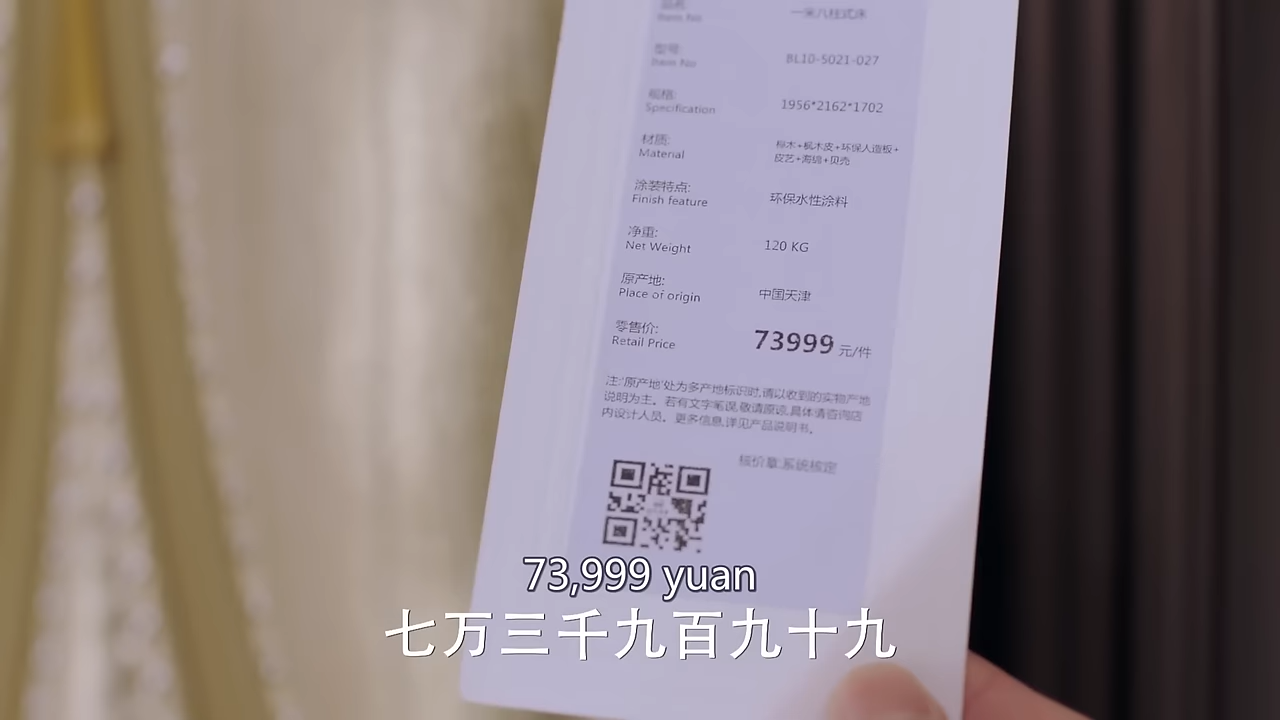 品名: 一米八柱式床
Item No
型号: BL10-5021-027
Item No
规格: 1956*2162*1702
Specification
材质: 桦木+枫木皮+环保人造板+
Material 皮艺+海绵+贝壳
涂装特点: 环保水性涂料
Finish feature
净重: 120 KG
Net Weight
原产地: 中国天津
Place of origin
零售价: 73999 元/件
Retail Price
注:'原产地'处为多产地标识时,请以收到的实物产地
说明为主。若有文字笔误,敬请原谅,具体请咨询店
内设计人员。更多信息,详见产品说明书。
核价章:系统核定
73,999 yuan
七万三千九百九十九